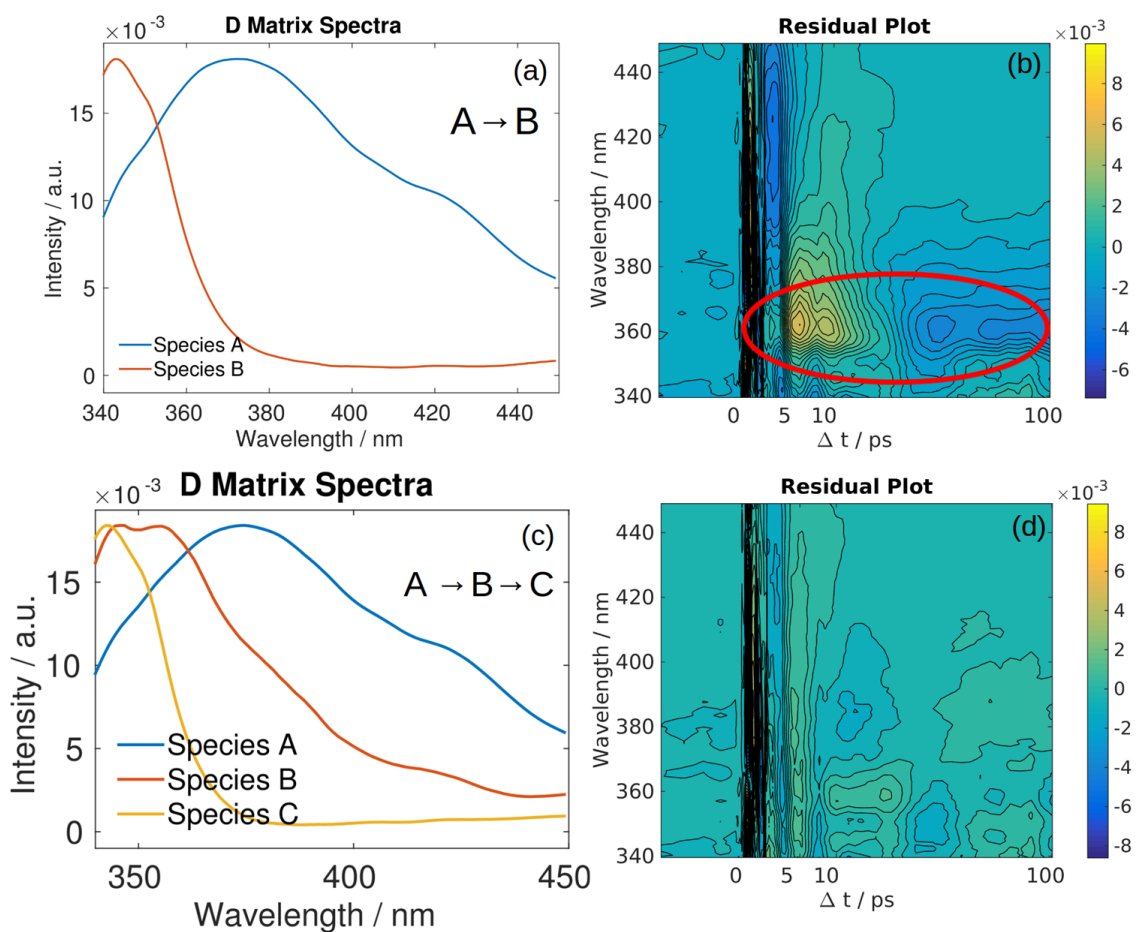 D Matrix Spectra
×10⁻³
(a)
A → B
15
10
5
0
Intensity / a.u.
Species A
Species B
340 360 380 400 420 440
Wavelength / nm
Residual Plot
×10⁻³
(b)
440
420
400
380
360
340
Wavelength / nm
0 5 10 100
Δ t / ps
8
6
4
2
0
-2
-4
-6
D Matrix Spectra
×10⁻³
(c)
A → B → C
15
10
5
0
Intensity / a.u.
Species A
Species B
Species C
350 400 450
Wavelength / nm
Residual Plot
×10⁻³
(d)
440
420
400
380
360
340
Wavelength / nm
0 5 10 100
Δ t / ps
8
6
4
2
0
-2
-4
-6
-8